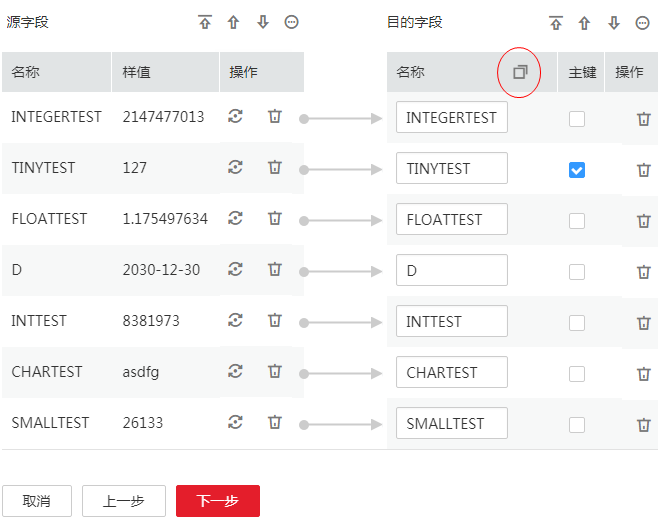 源字段 目的字段
名称 样值 操作 名称 主键 操作
INTEGERTEST 2147477013 INTEGERTEST
TINYTEST 127 TINYTEST
FLOATTEST 1.175497634 FLOATTEST
D 2030-12-30 D
INTTEST 8381973 INTTEST
CHARTEST asdfg CHARTEST
SMALLTEST 26133 SMALLTEST
取消 上一步 下一步